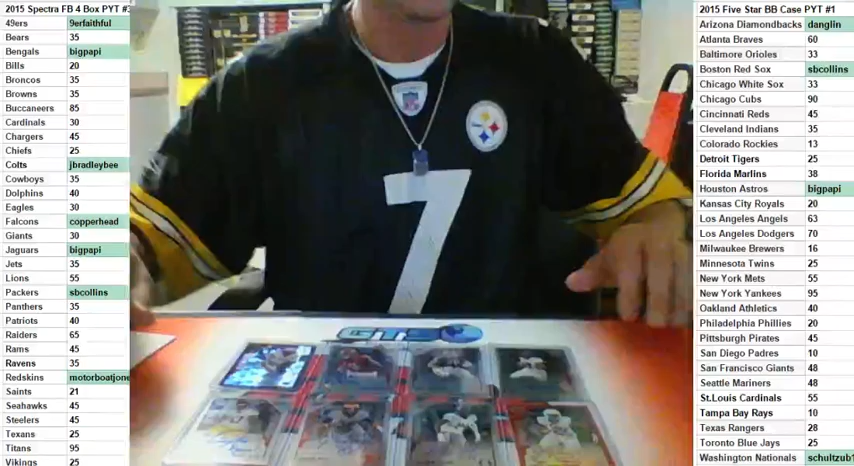 2015 Spectra FB 4 Box PYT #3
49ers 9erfaithful
Bears 35
Bengals bigpapi
Bills 20
Broncos 35
Browns 35
Buccaneers 85
Cardinals 30
Chargers 45
Chiefs 25
Colts jbradleybee
Cowboys 35
Dolphins 40
Eagles 30
Falcons copperhead
Giants 30
Jaguars bigpapi
Jets 35
Lions 55
Packers sbcollins
Panthers 35
Patriots 40
Raiders 65
Rams 45
Ravens 35
Redskins motorboatjone
Saints 21
Seahawks 45
Steelers 45
Texans 25
Titans 95
Vikings 25
7
GTS
2015 Five Star BB Case PYT #1
Arizona Diamondbacks danglin
Atlanta Braves 60
Baltimore Orioles 33
Boston Red Sox sbcollins
Chicago White Sox 33
Chicago Cubs 90
Cincinnati Reds 45
Cleveland Indians 35
Colorado Rockies 13
Detroit Tigers 25
Florida Marlins 38
Houston Astros bigpapi
Kansas City Royals 20
Los Angeles Angels 63
Los Angeles Dodgers 70
Milwaukee Brewers 16
Minnesota Twins 25
New York Mets 55
New York Yankees 95
Oakland Athletics 40
Philadelphia Phillies 20
Pittsburgh Pirates 45
San Diego Padres 10
San Francisco Giants 48
Seattle Mariners 48
St.Louis Cardinals 55
Tampa Bay Rays 10
Texas Rangers 28
Toronto Blue Jays 25
Washington Nationals schultzub1